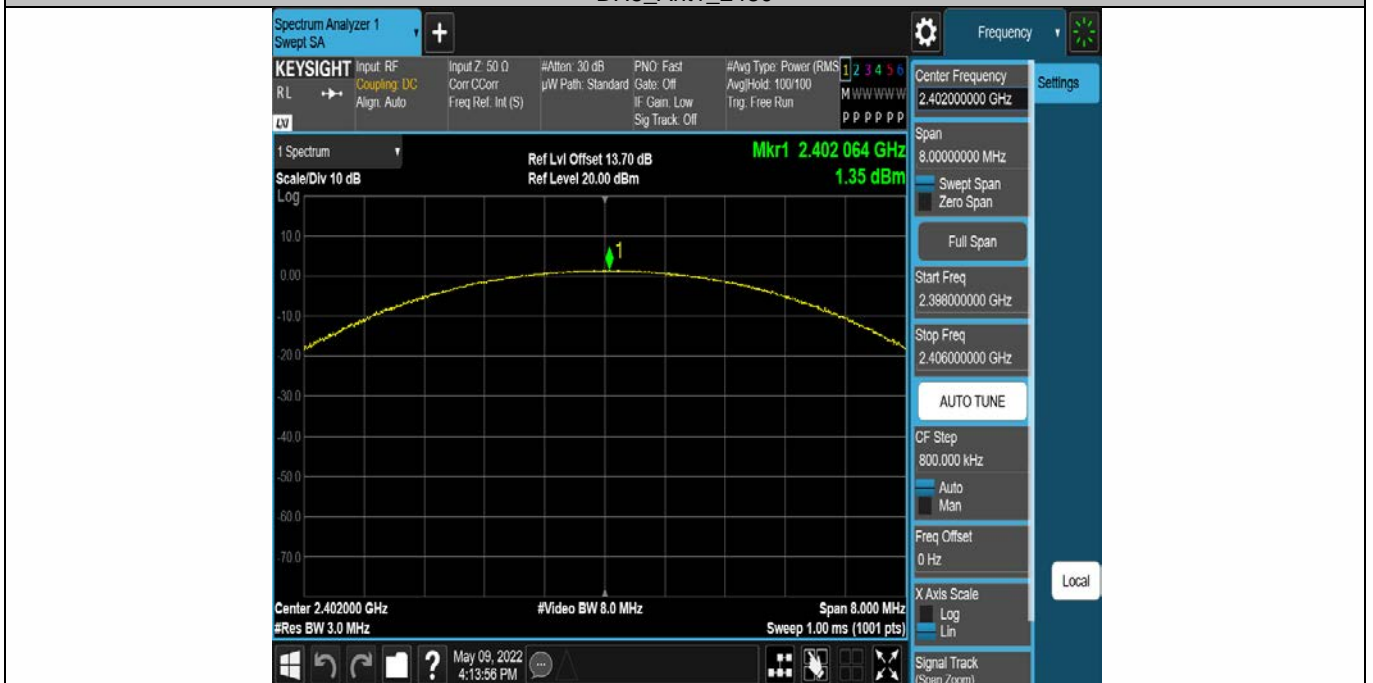 Spectrum Analyzer 1
Swept SA
Frequency
KEYSIGHT
RL
Input: RF
Coupling: DC
Align: Auto
Input Z: 50 Ω
Corr CCorr
Freq Ref: Int (S)
#Atten: 30 dB
µW Path: Standard
PNO: Fast
Gate: Off
IF Gain: Low
Sig Track: Off
#Avg Type: Power (RMS
Avg|Hold: 100/100
Trig: Free Run
1 2 3 4 5 6
M W W W W W
P P P P P P
1 Spectrum
Scale/Div 10 dB
Ref Lvl Offset 13.70 dB
Ref Level 20.00 dBm
Mkr1 2.402 064 GHz
1.35 dBm
Log
10.0
0.00
-10.0
-20.0
-30.0
-40.0
-50.0
-60.0
-70.0
1
Center 2.402000 GHz
#Res BW 3.0 MHz
#Video BW 8.0 MHz
Span 8.000 MHz
Sweep 1.00 ms (1001 pts)
May 09, 2022
4:13:56 PM
Center Frequency
2.402000000 GHz
Settings
Span
8.00000000 MHz
Swept Span
Zero Span
Full Span
Start Freq
2.398000000 GHz
Stop Freq
2.406000000 GHz
AUTO TUNE
CF Step
800.000 kHz
Auto
Man
Freq Offset
0 Hz
X Axis Scale
Log
Lin
Local
Signal Track
(Span Zoom)